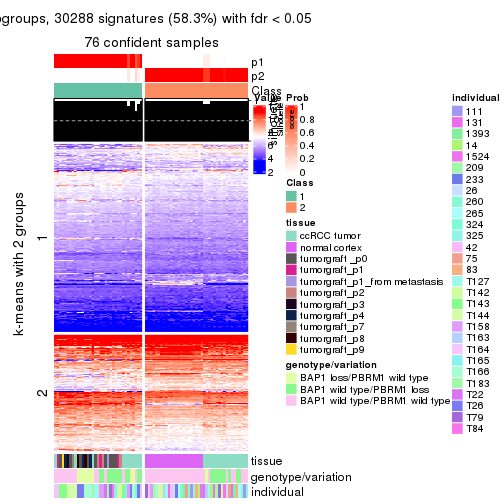 groups, 30288 signatures (58.3%) with fdr < 0.05
76 confident samples
p1
p2
Class
k-means with 2 groups
1
2
tissue
genotype/variation
individual
Value
2
4
6
Prob
1
0.8
0.6
0.4
0.2
0
Class
1
2
tissue
ccRCC tumor
normal cortex
tumorgraft_p0
tumorgraft_p1
tumorgraft_p1_from metastasis
tumorgraft_p2
tumorgraft_p3
tumorgraft_p4
tumorgraft_p7
tumorgraft_p8
tumorgraft_p9
genotype/variation
BAP1 loss/PBRM1 wild type
BAP1 wild type/PBRM1 loss
BAP1 wild type/PBRM1 wild type
Individual
111
131
1393
14
1524
209
233
26
260
265
324
325
42
75
83
T127
T142
T143
T144
T158
T163
T164
T165
T166
T183
T22
T26
T79
T84